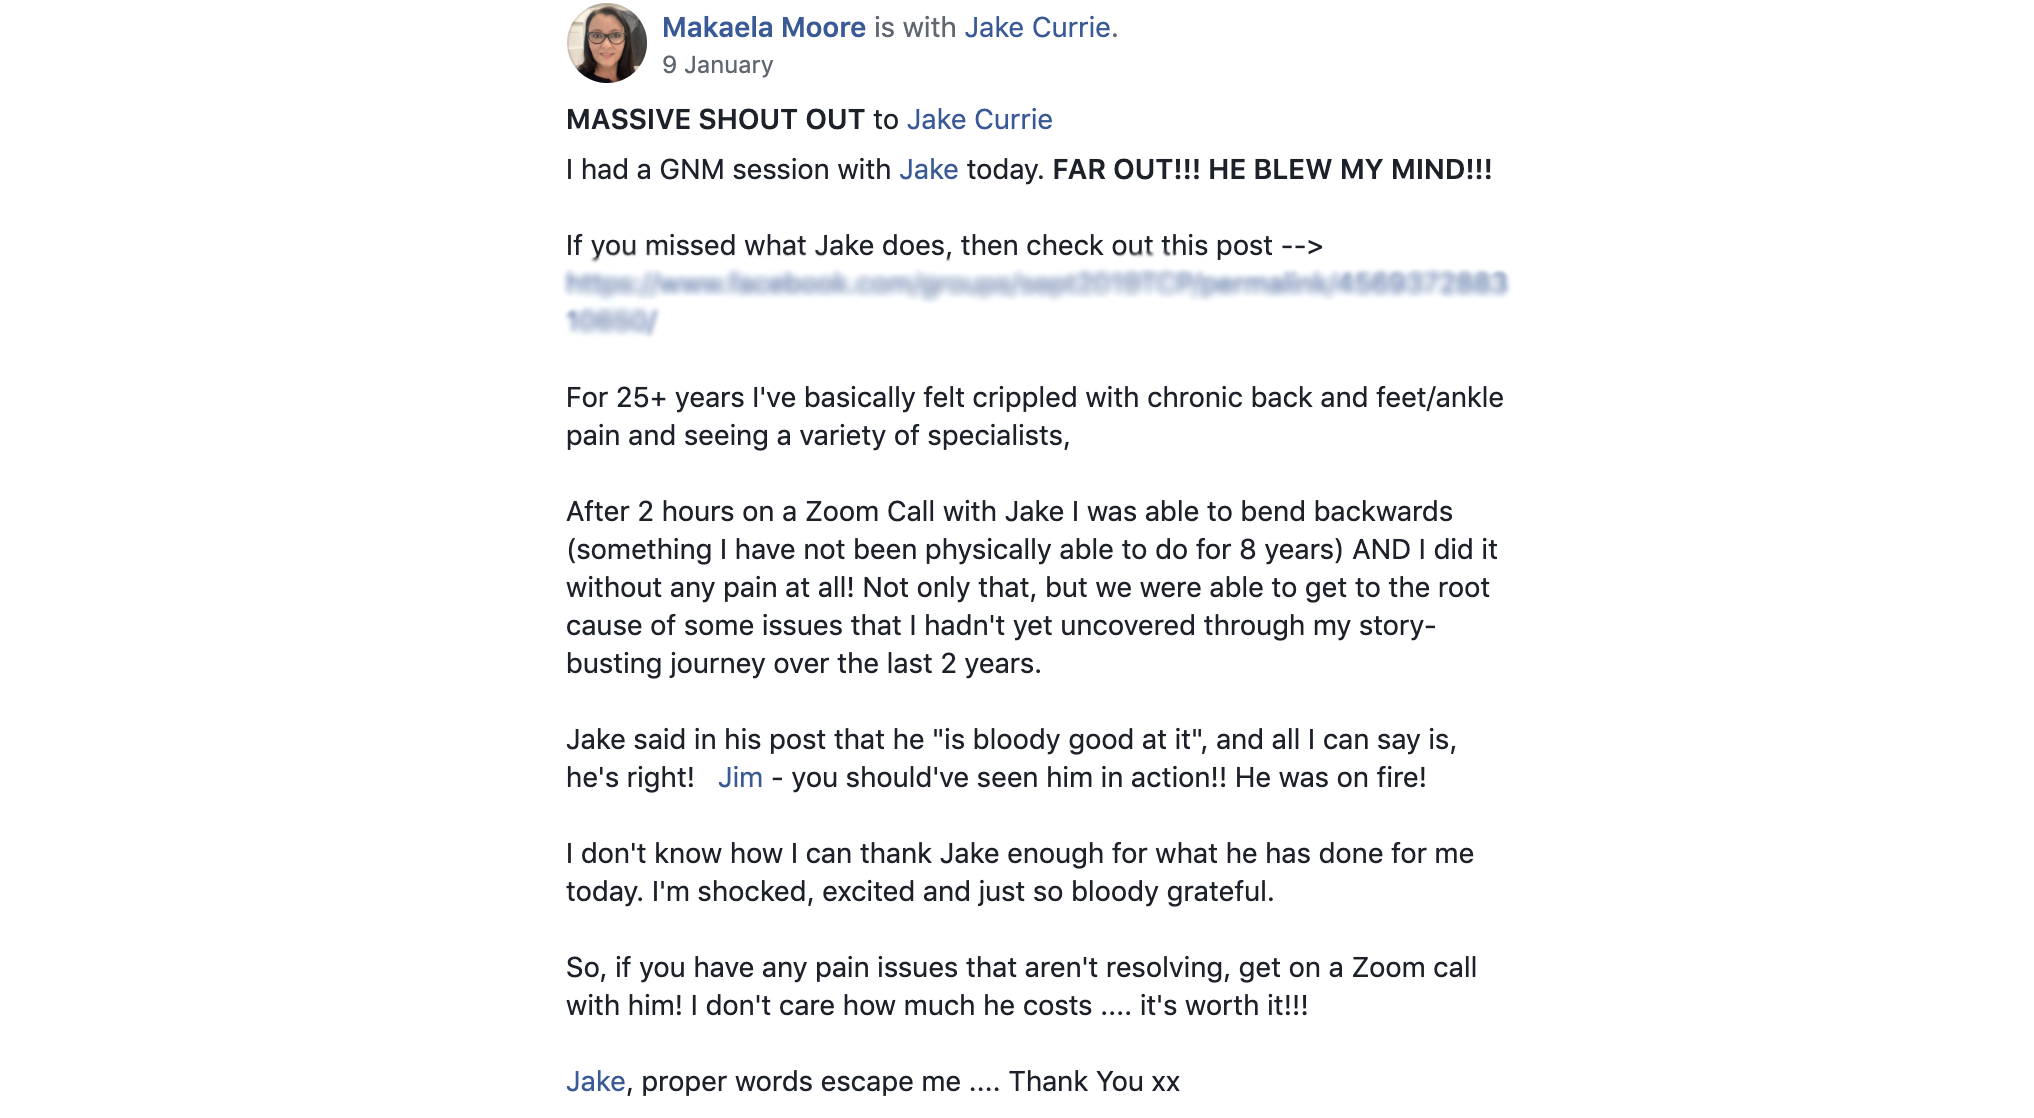 Makaela Moore is with Jake Currie.
9 January
MASSIVE SHOUT OUT to Jake Currie
I had a GNM session with Jake today. FAR OUT!!! HE BLEW MY MIND!!!
If you missed what Jake does, then check out this post -->
For 25+ years I've basically felt crippled with chronic back and feet/ankle
pain and seeing a variety of specialists,
After 2 hours on a Zoom Call with Jake I was able to bend backwards
(something I have not been physically able to do for 8 years) AND I did it
without any pain at all! Not only that, but we were able to get to the root
cause of some issues that I hadn't yet uncovered through my story-
busting journey over the last 2 years.
Jake said in his post that he "is bloody good at it", and all I can say is,
he's right!   Jim - you should've seen him in action!! He was on fire!
I don't know how I can thank Jake enough for what he has done for me
today. I'm shocked, excited and just so bloody grateful.
So, if you have any pain issues that aren't resolving, get on a Zoom call
with him! I don't care how much he costs .... it's worth it!!!
Jake, proper words escape me .... Thank You xx